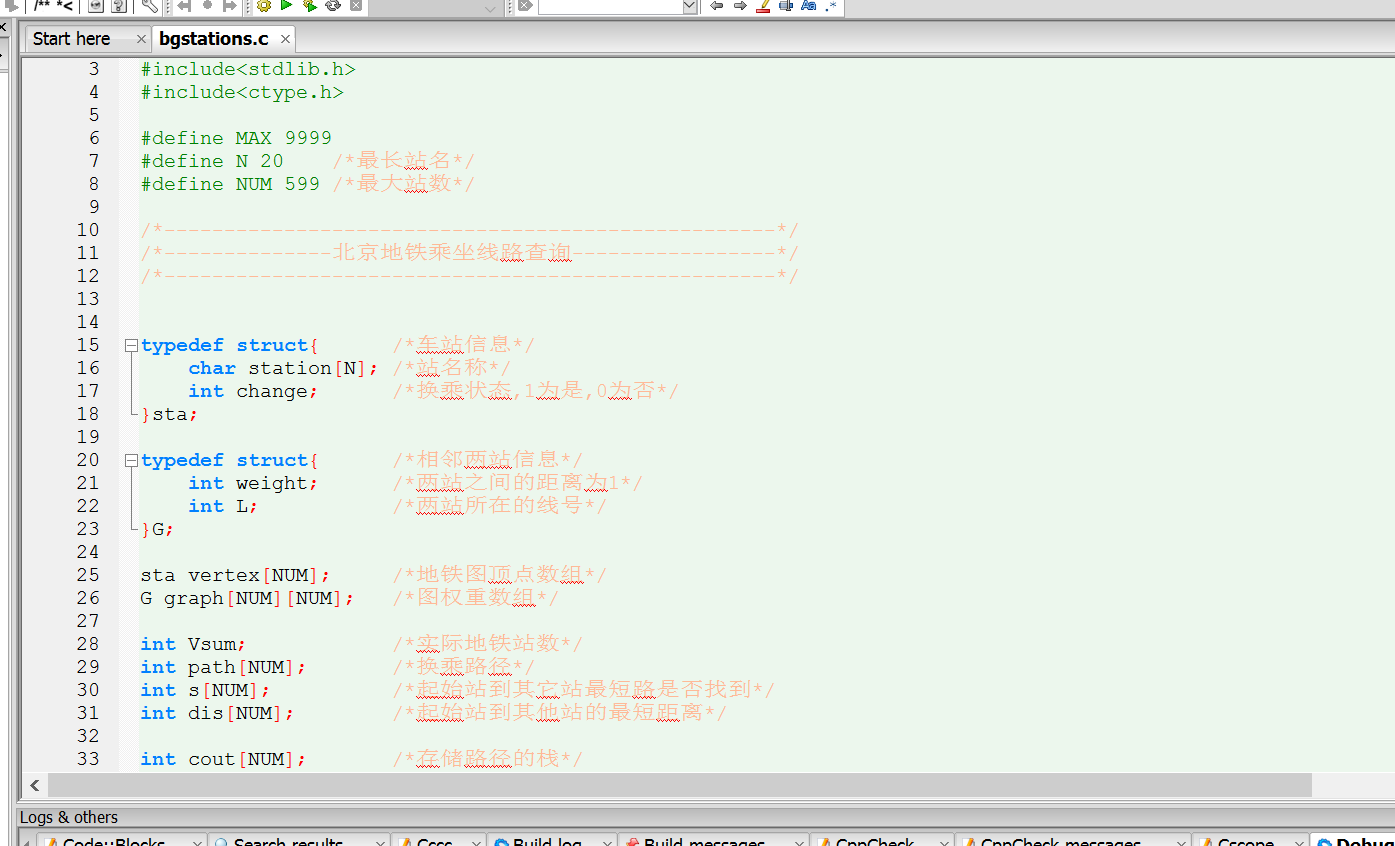 /** *<
Start here
bgstations.c
3 #include<stdlib.h>
4 #include<ctype.h>
5
6 #define MAX 9999
7 #define N 20 /*最长站名*/
8 #define NUM 599 /*最大站数*/
9
10 /*---------------------------------------------------*/
11 /*--------------北京地铁乘坐线路查询-----------------*/
12 /*---------------------------------------------------*/
13
14
15 typedef struct{ /*车站信息*/
16 char station[N]; /*站名称*/
17 int change; /*换乘状态,1为是,0为否*/
18 }sta;
19
20 typedef struct{ /*相邻两站信息*/
21 int weight; /*两站之间的距离为1*/
22 int L; /*两站所在的线号*/
23 }G;
24
25 sta vertex[NUM]; /*地铁图顶点数组*/
26 G graph[NUM][NUM]; /*图权重数组*/
27
28 int Vsum; /*实际地铁站数*/
29 int path[NUM]; /*换乘路径*/
30 int s[NUM]; /*起始站到其它站最短路是否找到*/
31 int dis[NUM]; /*起始站到其他站的最短距离*/
32
33 int cout[NUM]; /*存储路径的栈*/
Logs & others
Code::Blocks
Search results
Cccc
Build log
Build messages
CppCheck
CppCheck messages
Cscope
Debug